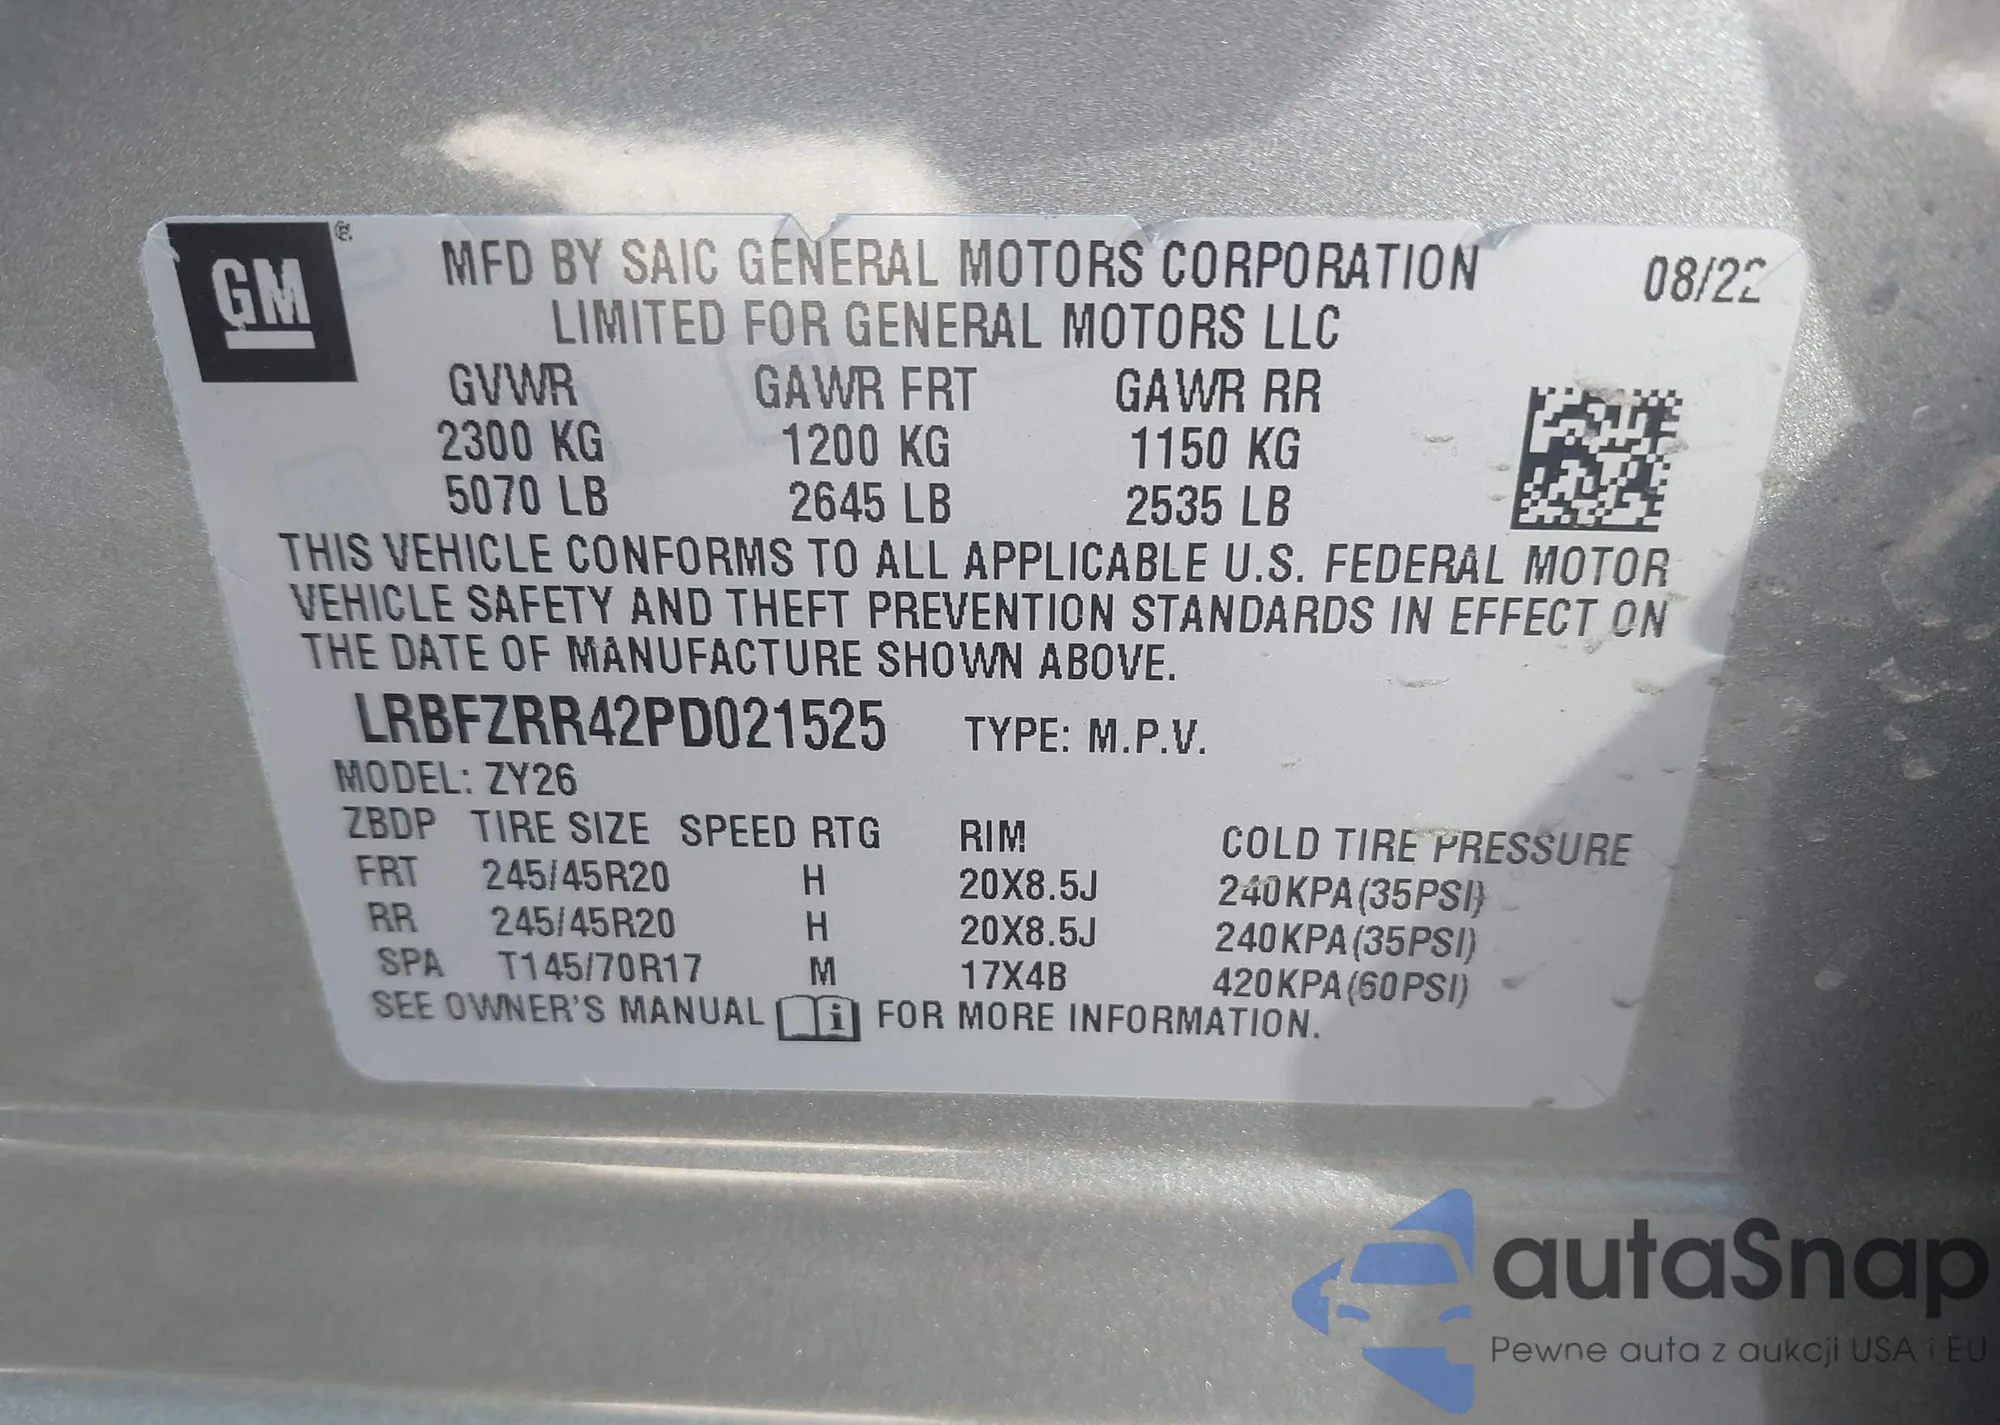 GM ®
MFD BY SAIC GENERAL MOTORS CORPORATION 08/22
LIMITED FOR GENERAL MOTORS LLC
GVWR GAWR FRT GAWR RR
2300 KG 1200 KG 1150 KG
5070 LB 2645 LB 2535 LB
THIS VEHICLE CONFORMS TO ALL APPLICABLE U.S. FEDERAL MOTOR
VEHICLE SAFETY AND THEFT PREVENTION STANDARDS IN EFFECT ON
THE DATE OF MANUFACTURE SHOWN ABOVE.
LRBFZRR42PD021525 TYPE: M.P.V.
MODEL: ZY26
ZBDP TIRE SIZE SPEED RTG RIM COLD TIRE PRESSURE
FRT 245/45R20 H 20X8.5J 240KPA(35PSI)
RR 245/45R20 H 20X8.5J 240KPA(35PSI)
SPA T145/70R17 M 17X4B 420KPA(60PSI)
SEE OWNER'S MANUAL i FOR MORE INFORMATION.
autaSnap
Pewne auta z aukcji USA i EU